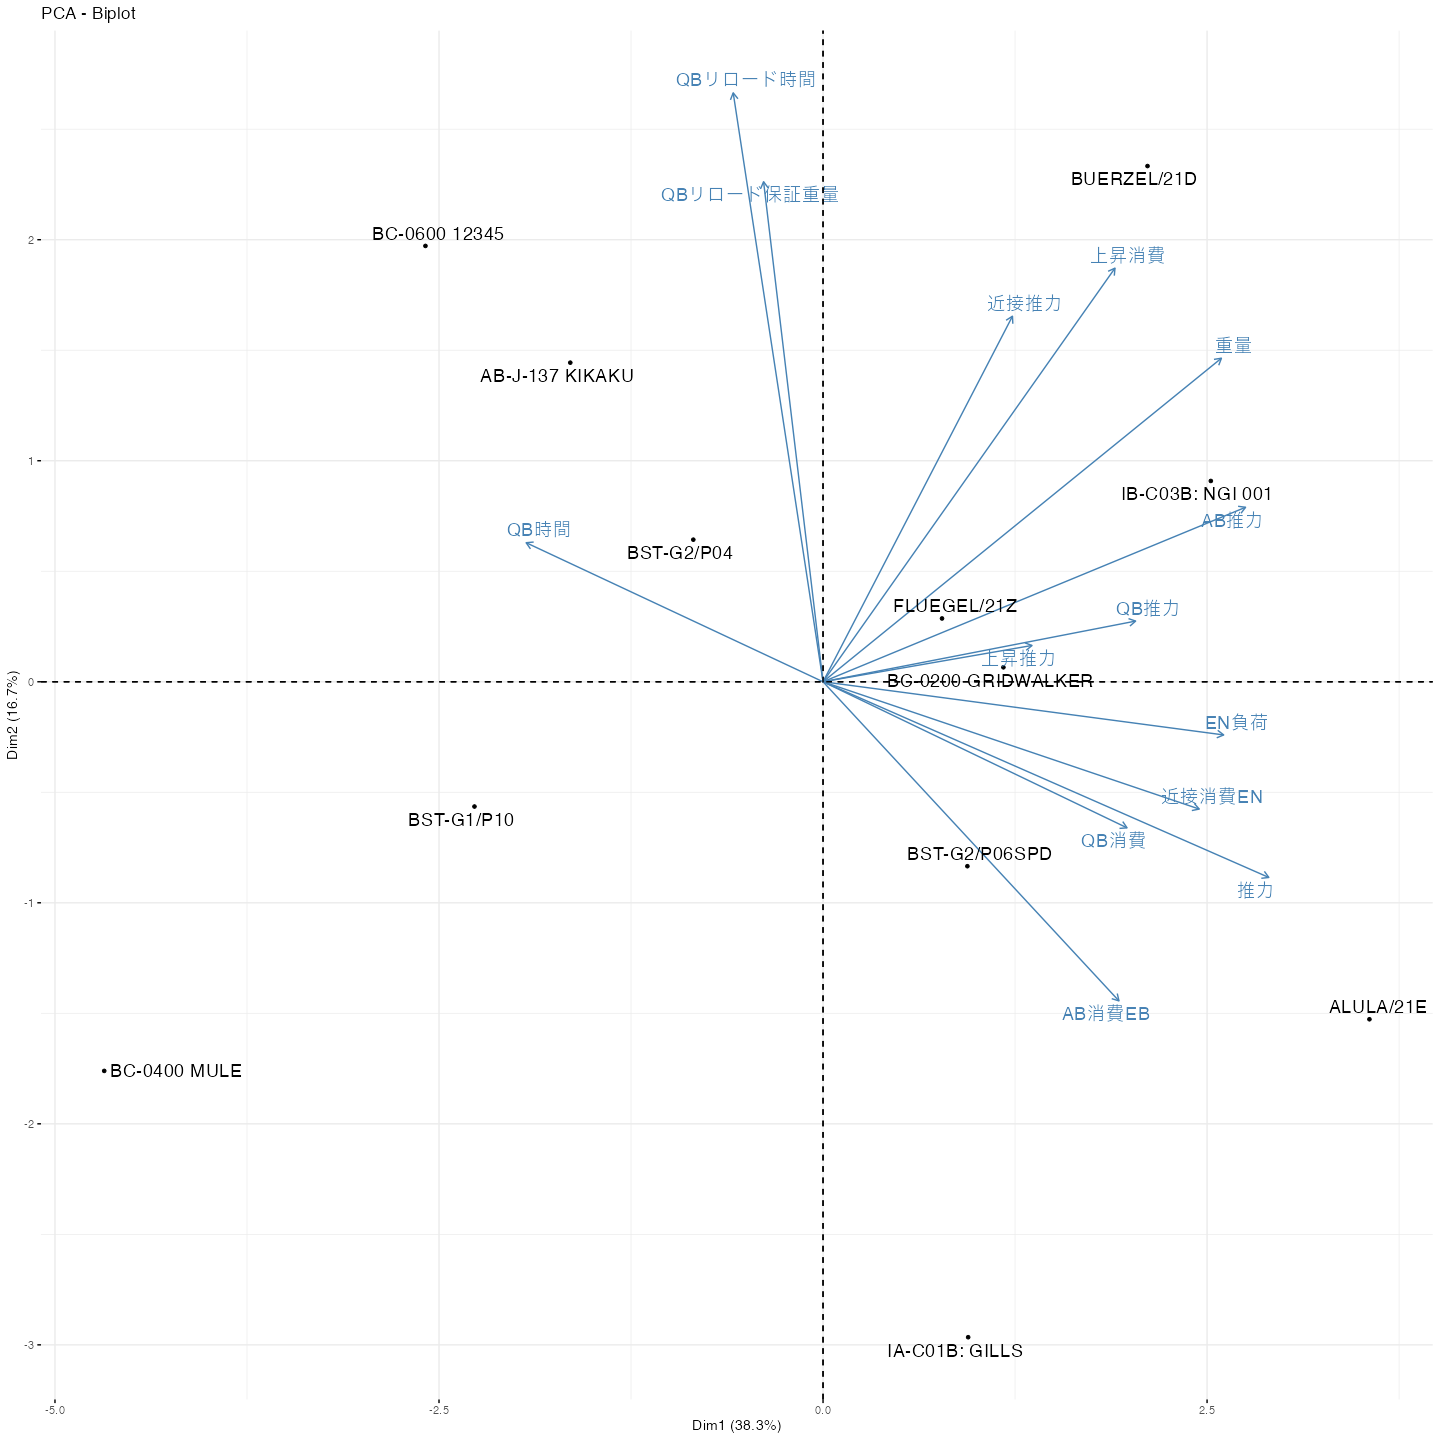 PCA - Biplot
QBリロード時間
BUERZEL/21D
QBリロード保証重量
BC-0600 12345
2
上昇消費
近接推力
重量
AB-J-137 KIKAKU
1
IB-C03B: NGI 001
AB推力
QB時間
BST-G2/P04
FLUEGEL/21Z
QB推力
上昇推力
BC-0200 GRIDWALKER
0
EN負荷
Dim2 (16.7%)
近接消費EN
BST-G1/P10
QB消費
BST-G2/P06SPD
推力
-1
ALULA/21E
AB消費EB
BC-0400 MULE
-2
-3
IA-C01B: GILLS
-5.0
-2.5
0.0
2.5
Dim1 (38.3%)